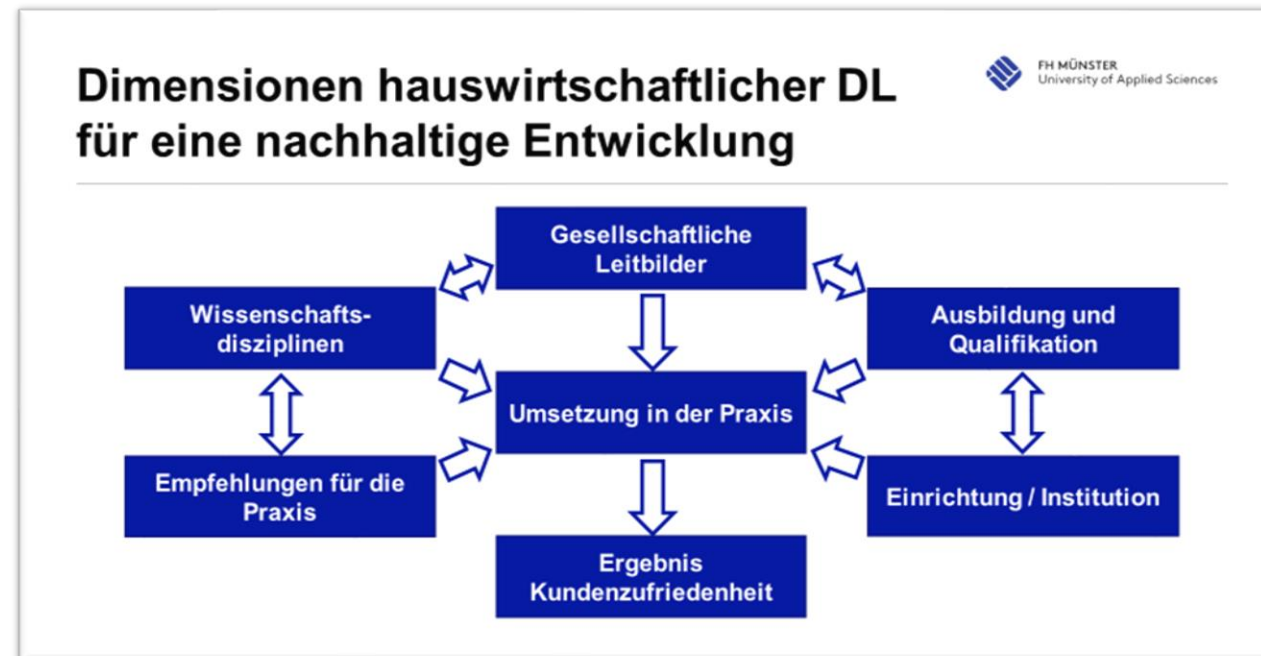 Dimensionen hauswirtschaftlicher DL
für eine nachhaltige Entwicklung
FH MÜNSTER
University of Applied Sciences
Gesellschaftliche
Leitbilder
Wissenschafts-
disziplinen
Ausbildung und
Qualifikation
Umsetzung in der Praxis
Empfehlungen für die
Praxis
Einrichtung / Institution
Ergebnis
Kundenzufriedenheit